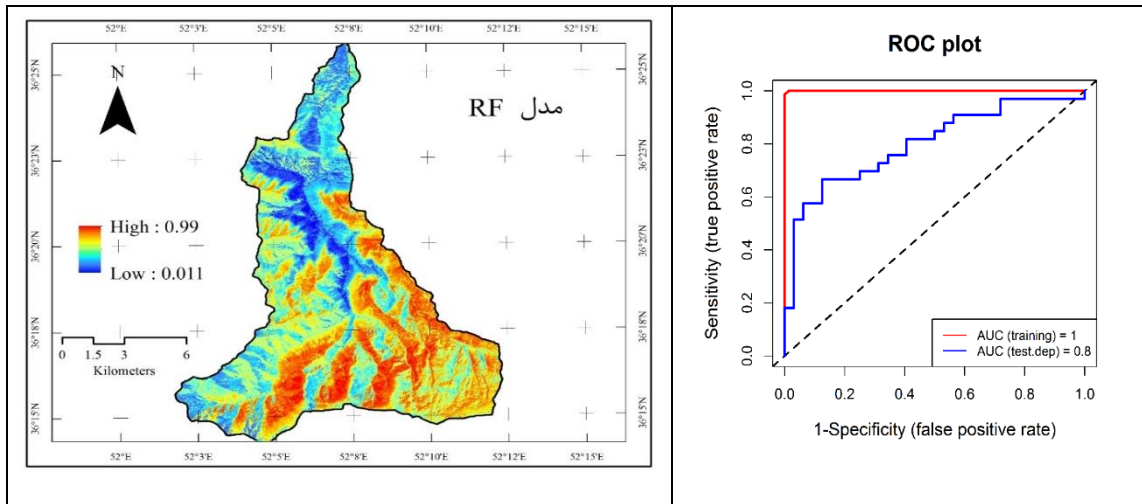 52°E 52°3'E 52°5'E 52°8'E 52°10'E 52°13'E 52°15'E
36°25'N 36°25'N
N
مدل RF
36°23'N 36°23'N
High : 0.99
Low : 0.011
36°20'N 36°20'N
36°18'N 36°18'N
0 1.5 3 6
Kilometers
36°15'N 36°15'N
52°E 52°3'E 52°5'E 52°8'E 52°10'E 52°13'E 52°15'E
ROC plot
Sensitivity (true positive rate)
1.0
0.8
0.6
0.4
0.2
0.0
AUC (training) = 1
AUC (test.dep) = 0.8
0.0 0.2 0.4 0.6 0.8 1.0
1-Specificity (false positive rate)